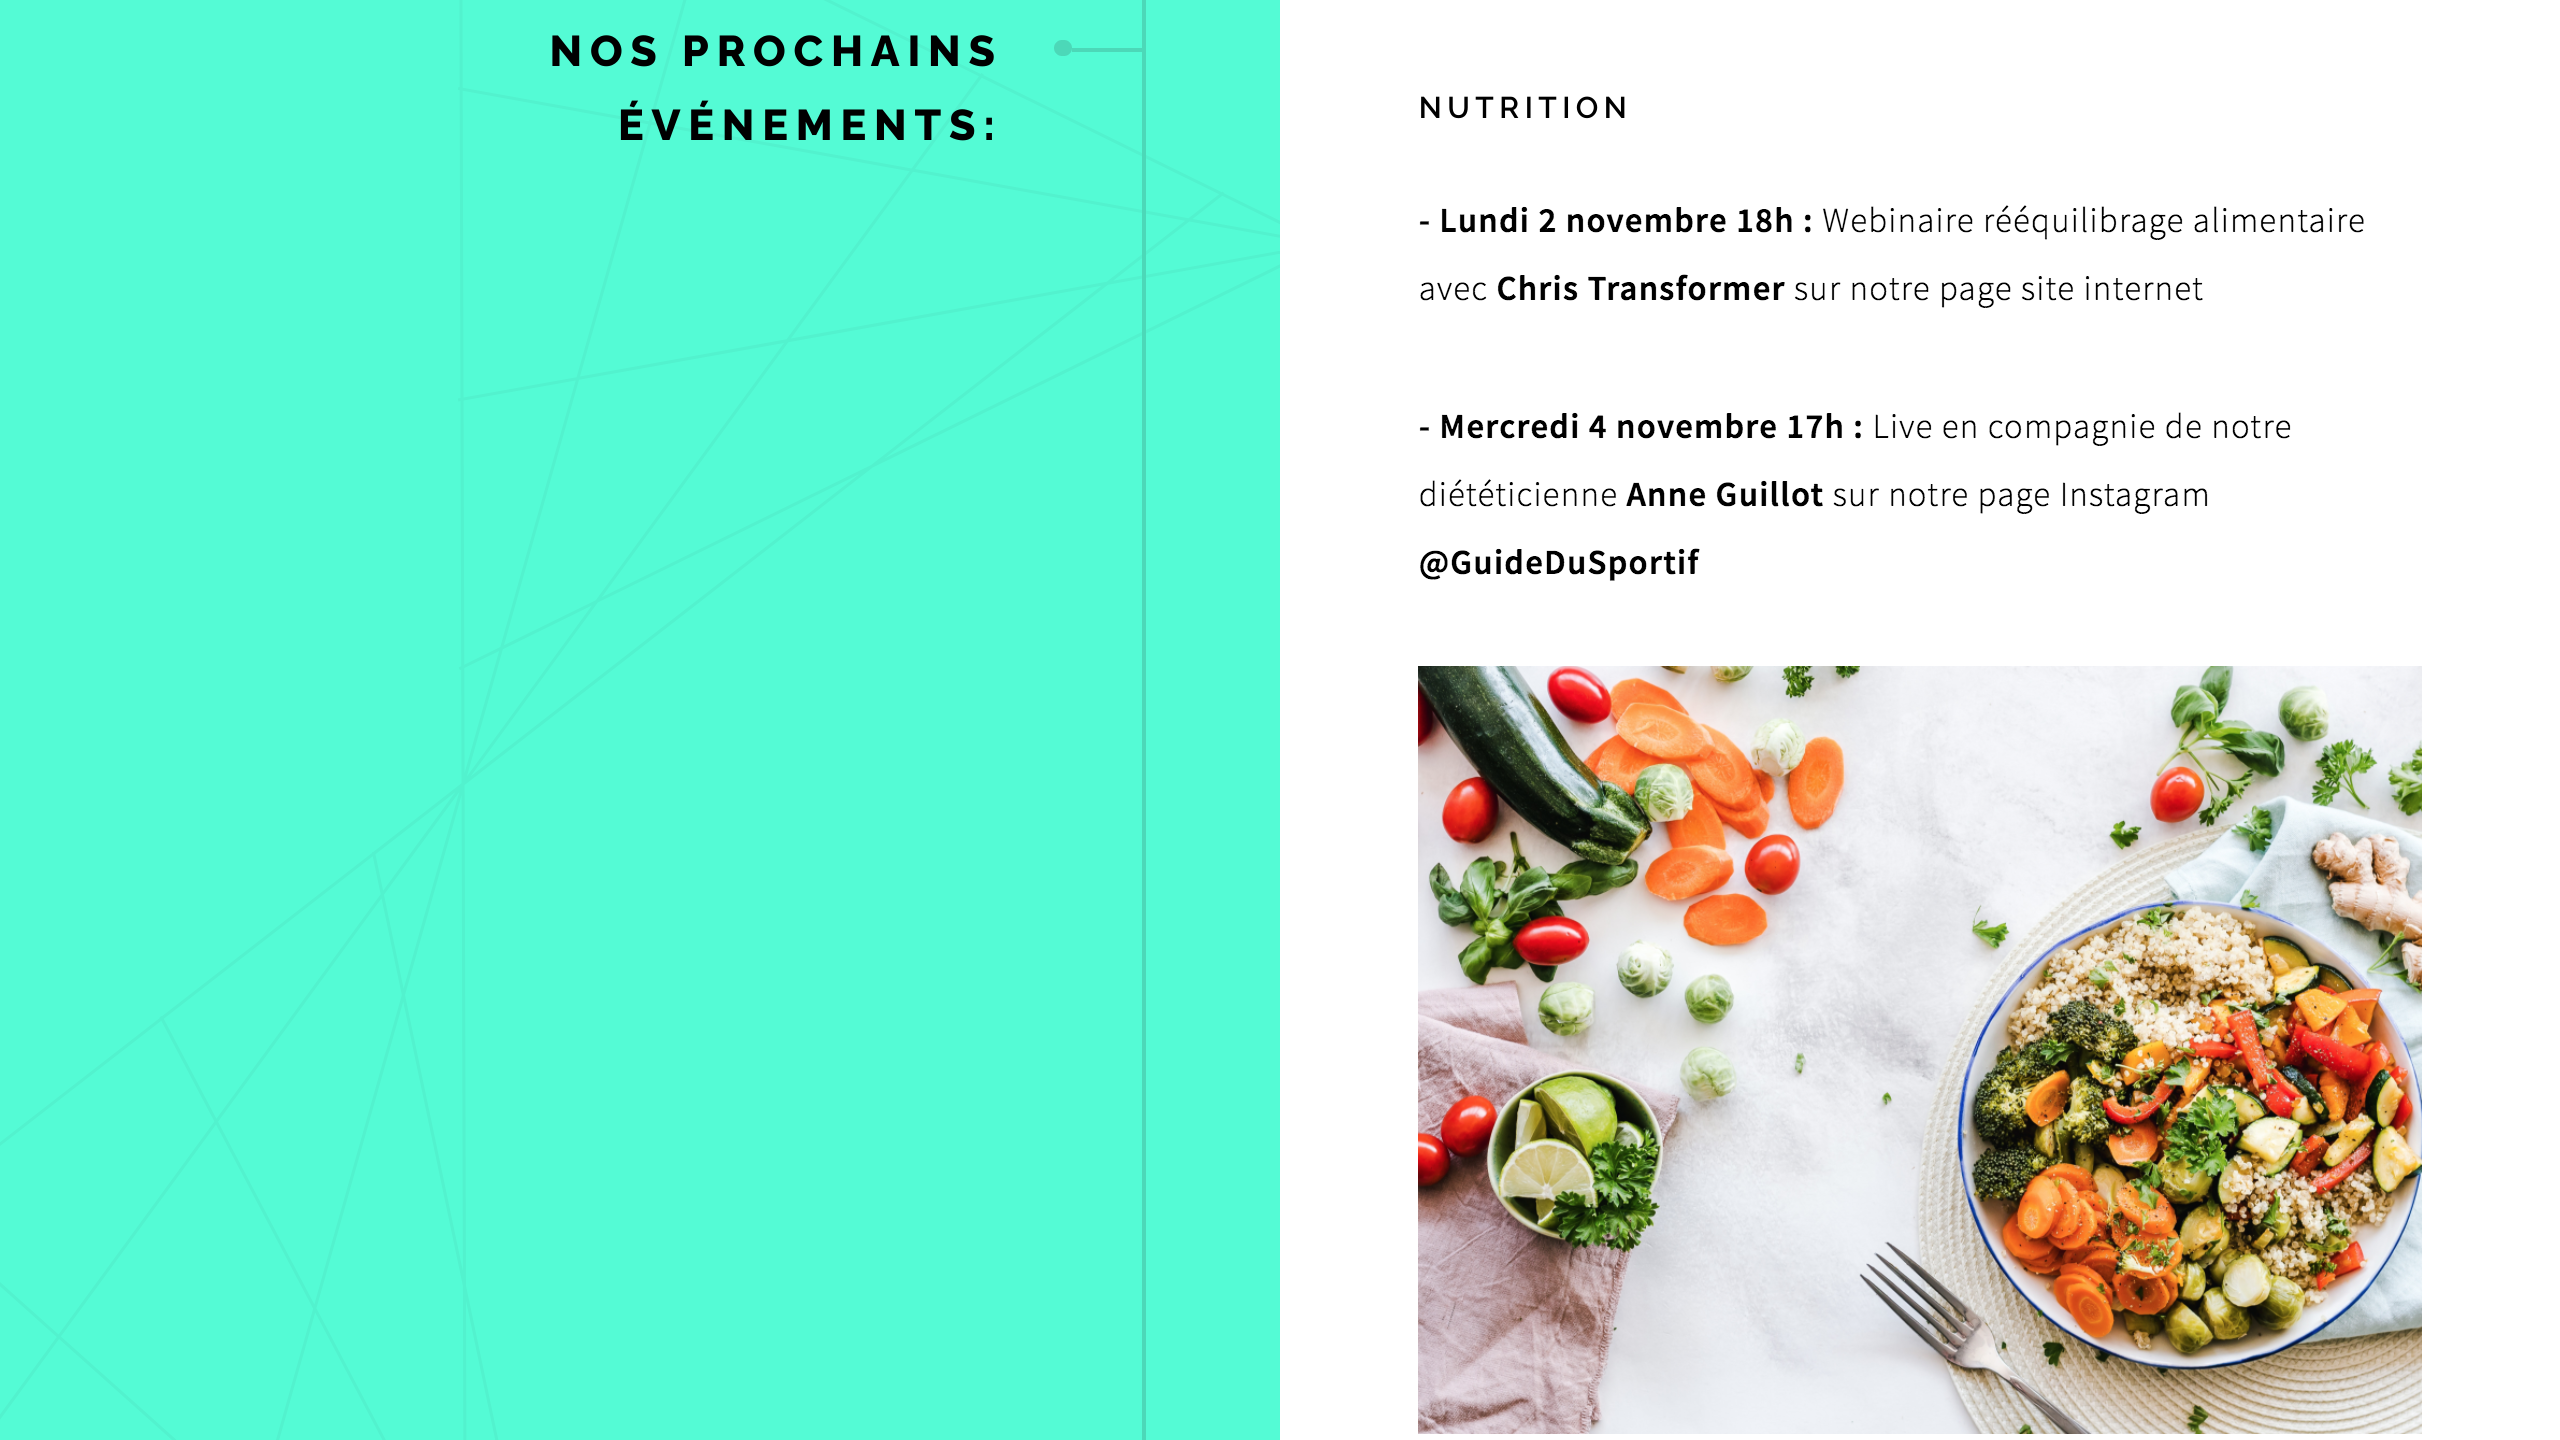 NOS PROCHAINS
ÉVÉNEMENTS:
NUTRITION
- Lundi 2 novembre 18h : Webinaire rééquilibrage alimentaire
avec Chris Transformer sur notre page site internet
- Mercredi 4 novembre 17h : Live en compagnie de notre
diététicienne Anne Guillot sur notre page Instagram
@GuideDuSportif